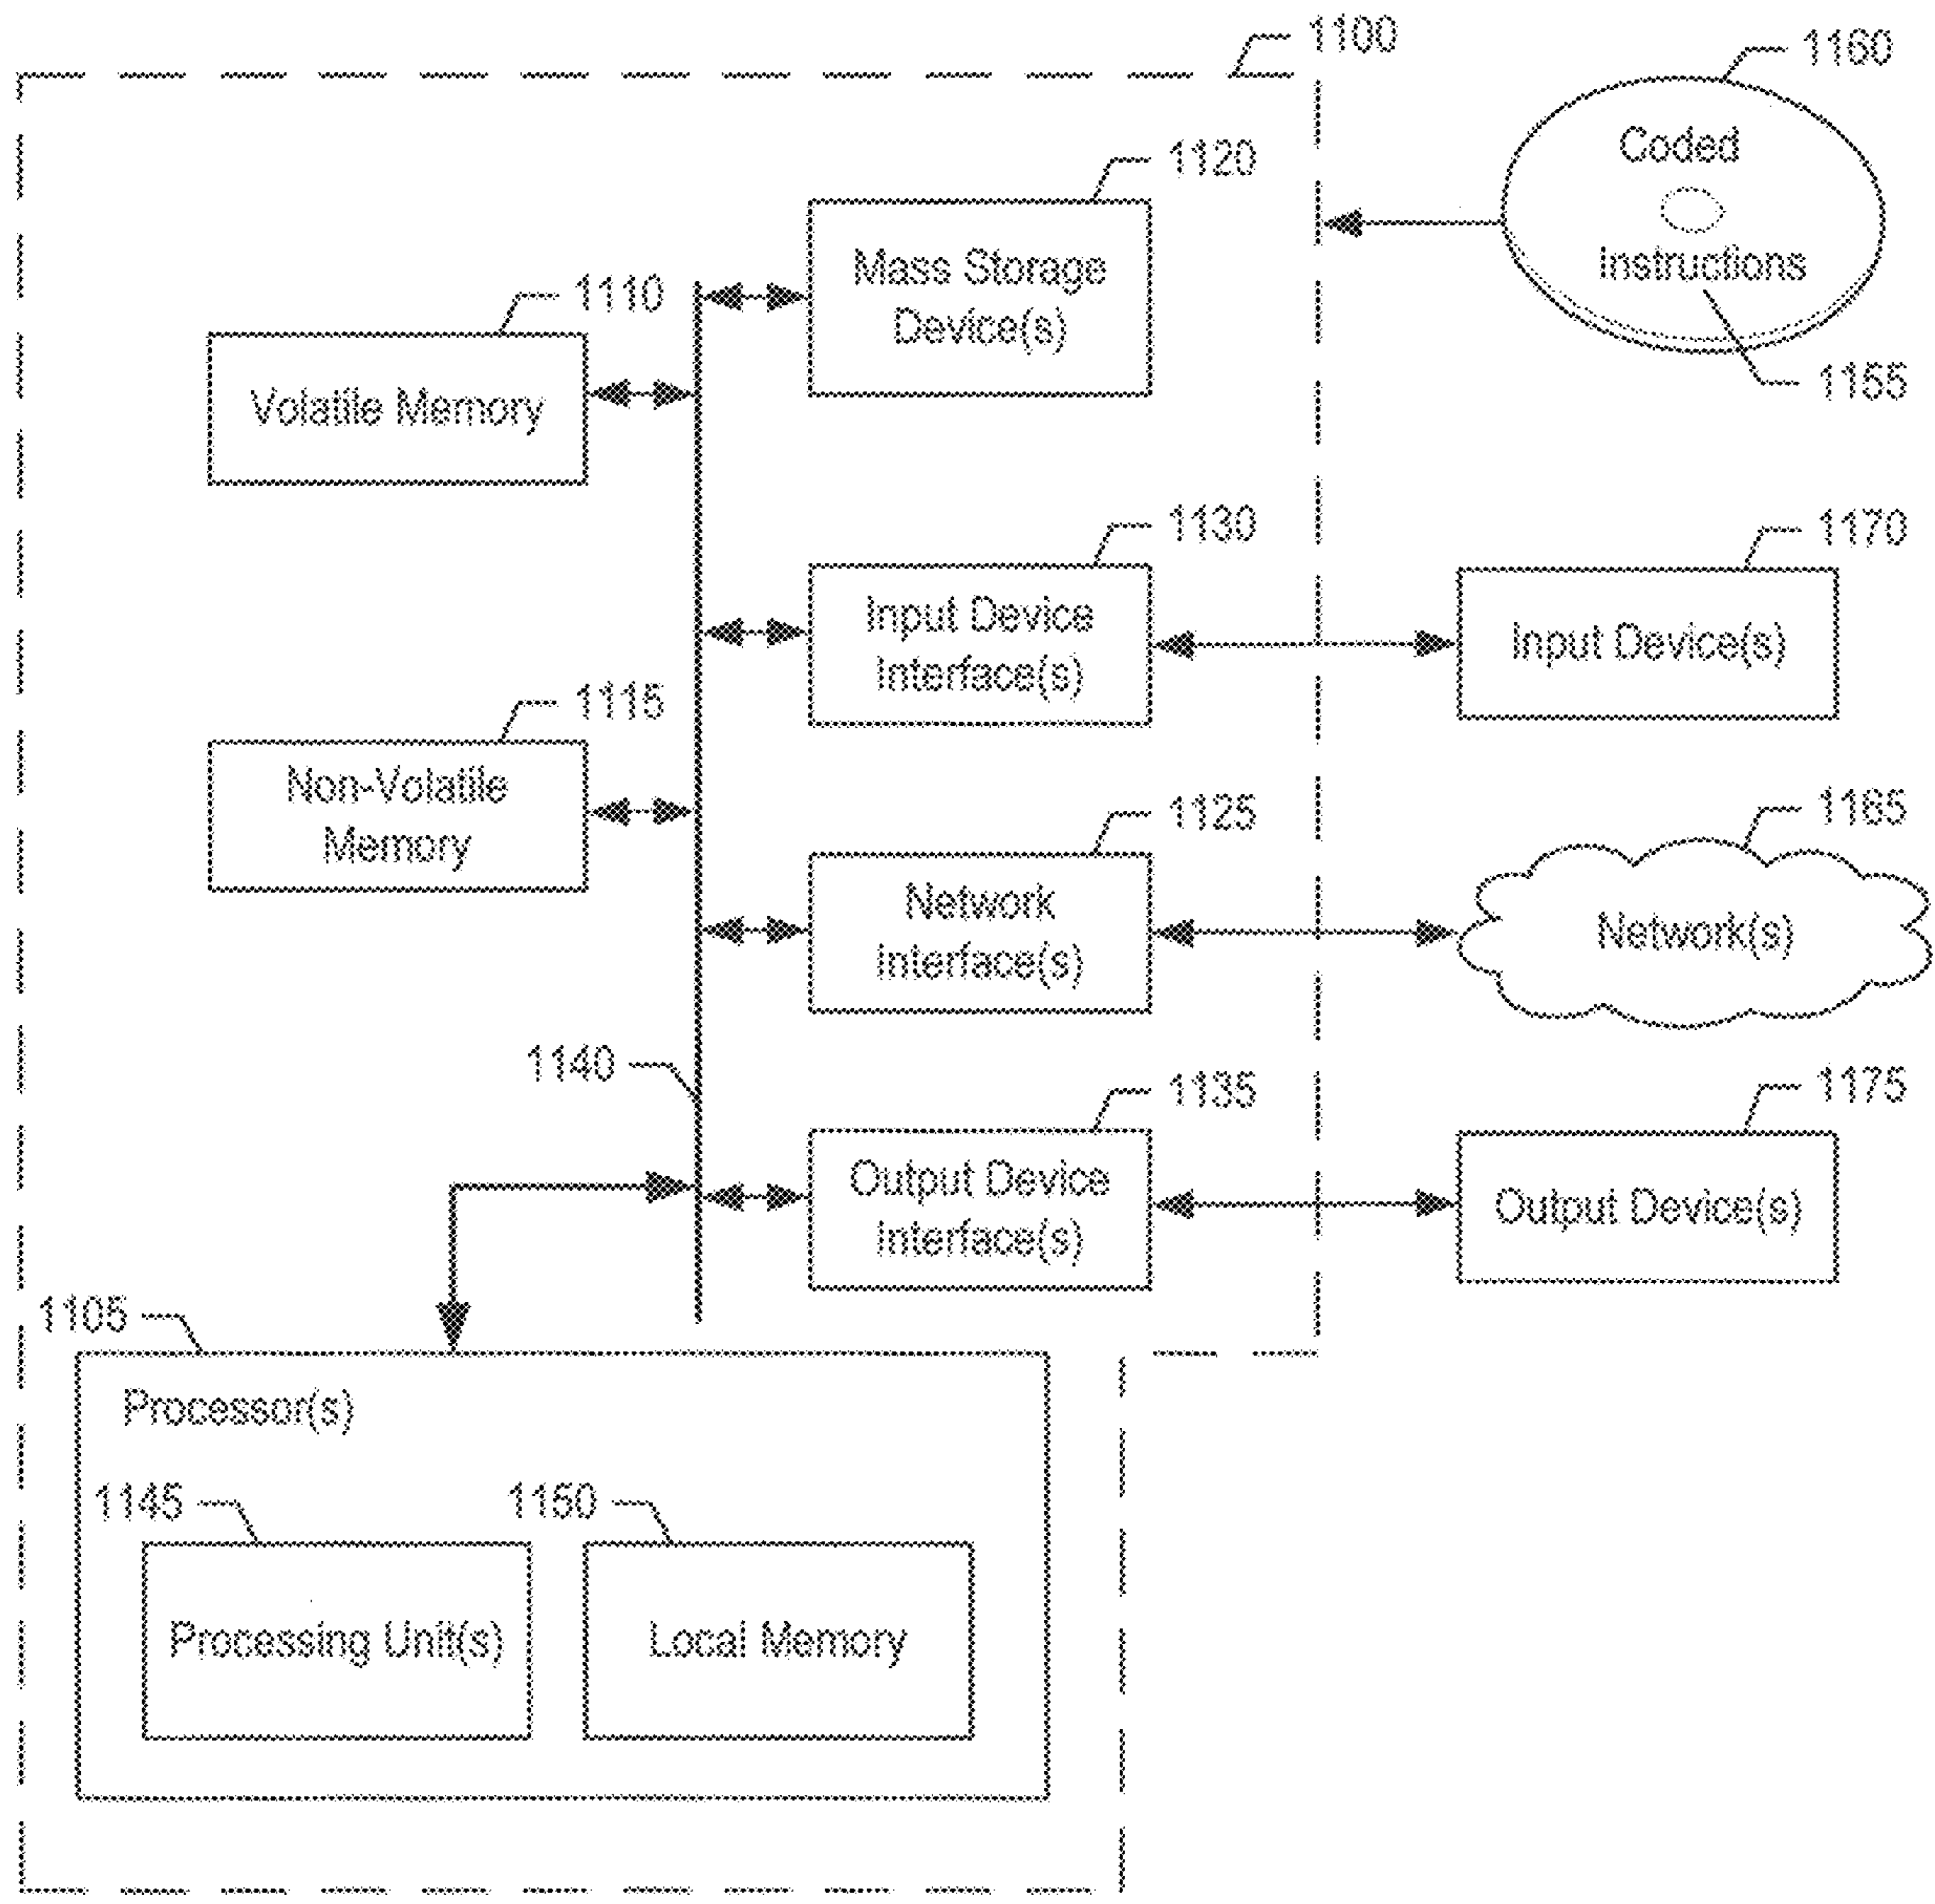 1100
1160
Coded
Instructions
1155
1120
Mass Storage
Device(s)
1110
Volatile Memory
1130
Input Device
Interface(s)
1170
Input Device(s)
1115
Non-Volatile
Memory
1125
Network
Interface(s)
1165
Network(s)
1140
1135
Output Device
Interface(s)
1175
Output Device(s)
1105
Processor(s)
1145
Processing Unit(s)
1150
Local Memory